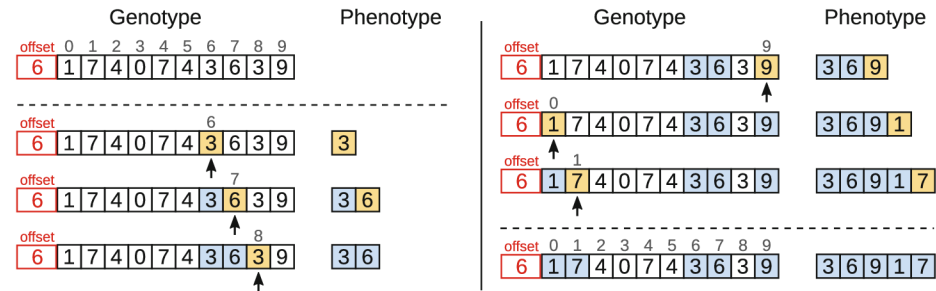 Genotype Phenotype
offset 0 1 2 3 4 5 6 7 8 9
6 1 7 4 0 7 4 3 6 3 9
6
offset
6 1 7 4 0 7 4 3 6 3 9 3
7
offset
6 1 7 4 0 7 4 3 6 3 9 3 6
8
offset
6 1 7 4 0 7 4 3 6 3 9 3 6
Genotype Phenotype
offset 9
6 1 7 4 0 7 4 3 6 3 9 3 6 9
offset 0
6 1 7 4 0 7 4 3 6 3 9 3 6 9 1
offset 1
6 1 7 4 0 7 4 3 6 3 9 3 6 9 1 7
offset 0 1 2 3 4 5 6 7 8 9
6 1 7 4 0 7 4 3 6 3 9 3 6 9 1 7